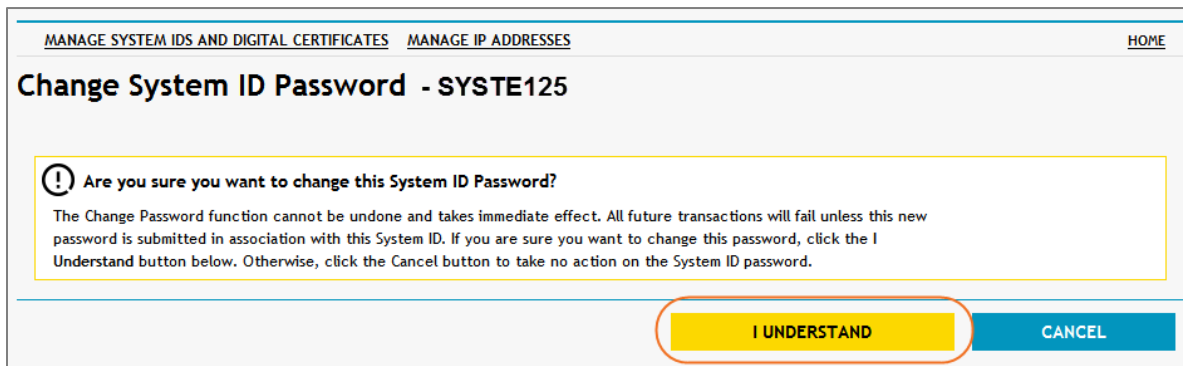 MANAGE SYSTEM IDS AND DIGITAL CERTIFICATES MANAGE IP ADDRESSES HOME
Change System ID Password - SYSTE125
Are you sure you want to change this System ID Password?
The Change Password function cannot be undone and takes immediate effect. All future transactions will fail unless this new
password is submitted in association with this System ID. If you are sure you want to change this password, click the I
Understand button below. Otherwise, click the Cancel button to take no action on the System ID password.
I UNDERSTAND CANCEL